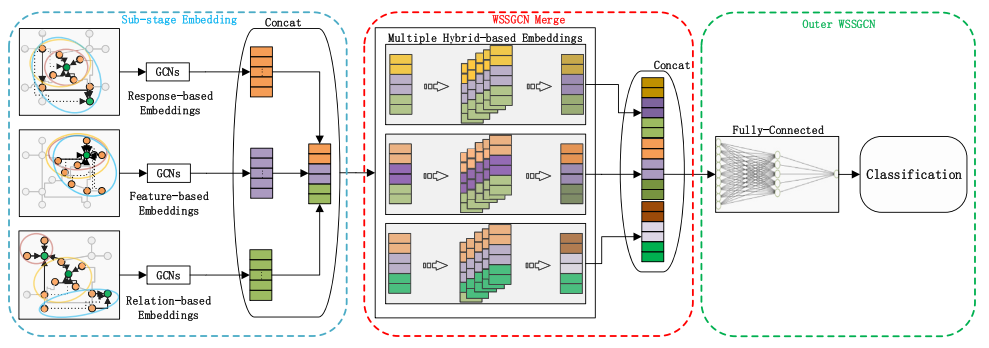 Sub-stage Embedding
WSSGCN Merge
Outer WSSGCN
Concat
Multiple Hybrid-based Embeddings
Concat
GCNs
Response-based
Embeddings
GCNs
Feature-based
Embeddings
GCNs
Relation-based
Embeddings
Fully-Connected
Classification